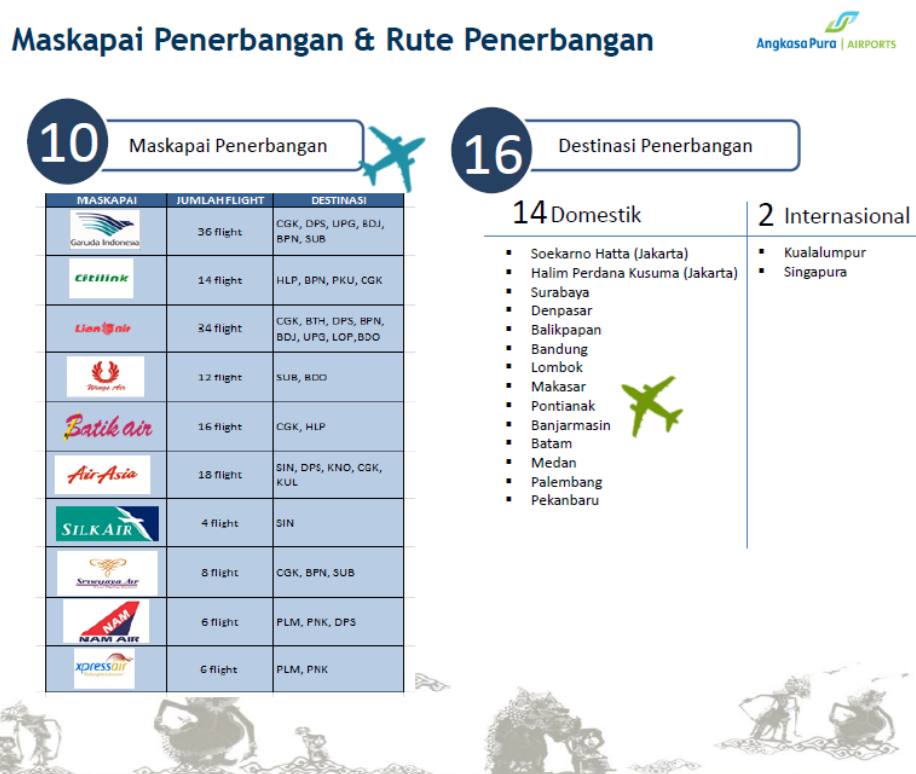 Maskapai Penerbangan & Rute Penerbangan
Angkasa Pura | AIRPORTS
10
Maskapai Penerbangan
MASKAPAI JUMLAH FLIGHT DESTINASI
Garuda Indonesia
36 flight
CGK, DPS, UPG, BDJ,
BPN, SUB
Citilink
14 flight
HLP, BPN, PKU, CGK
Lion air
34 flight
CGK, BTH, DPS, BPN,
BDJ, UPG, LOP,BDO
Wings Air
12 flight
SUB, BDO
Batik air
16 flight
CGK, HLP
AirAsia
18 flight
SIN, DPS, KNO, CGK,
KUL
SILKAIR
4 flight
SIN
Sriwijaya Air
8 flight
CGK, BPN, SUB
NAM
NAM AIR
6 flight
PLM, PNK, DPS
xpressair
6 flight
PLM, PNK
16
Destinasi Penerbangan
14 Domestik
▪ Soekarno Hatta (Jakarta)
▪ Halim Perdana Kusuma (Jakarta)
▪ Surabaya
▪ Denpasar
▪ Balikpapan
▪ Bandung
▪ Lombok
▪ Makasar
▪ Pontianak
▪ Banjarmasin
▪ Batam
▪ Medan
▪ Palembang
▪ Pekanbaru
2 Internasional
▪ Kualalumpur
▪ Singapura